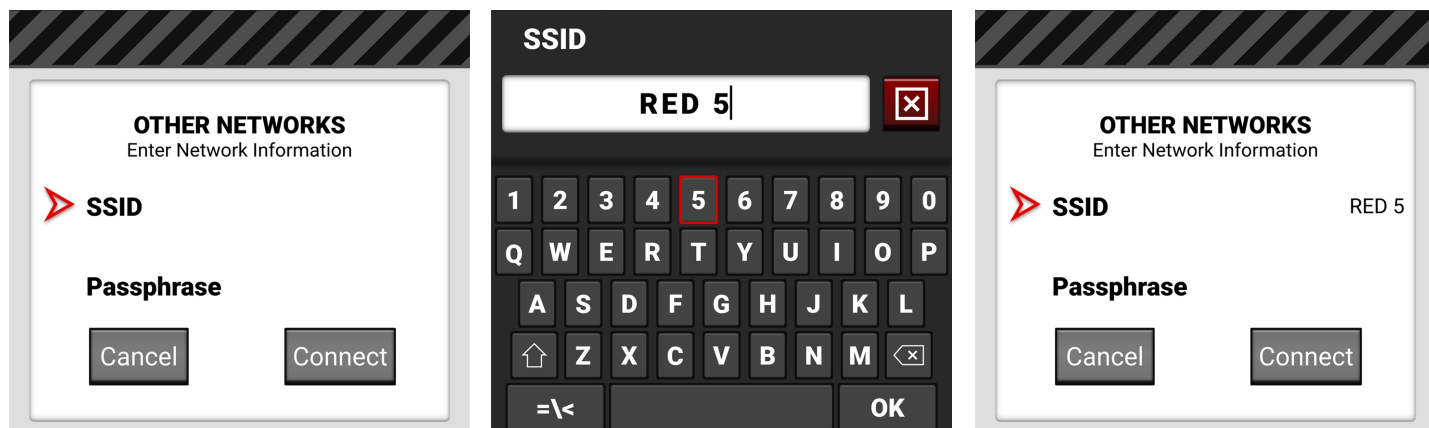 OTHER NETWORKS
Enter Network Information
SSID
Passphrase
Cancel Connect
SSID
RED 5
1 2 3 4 5 6 7 8 9 0
Q W E R T Y U I O P
A S D F G H J K L
Z X C V B N M
=\< OK
OTHER NETWORKS
Enter Network Information
SSID RED 5
Passphrase
Cancel Connect